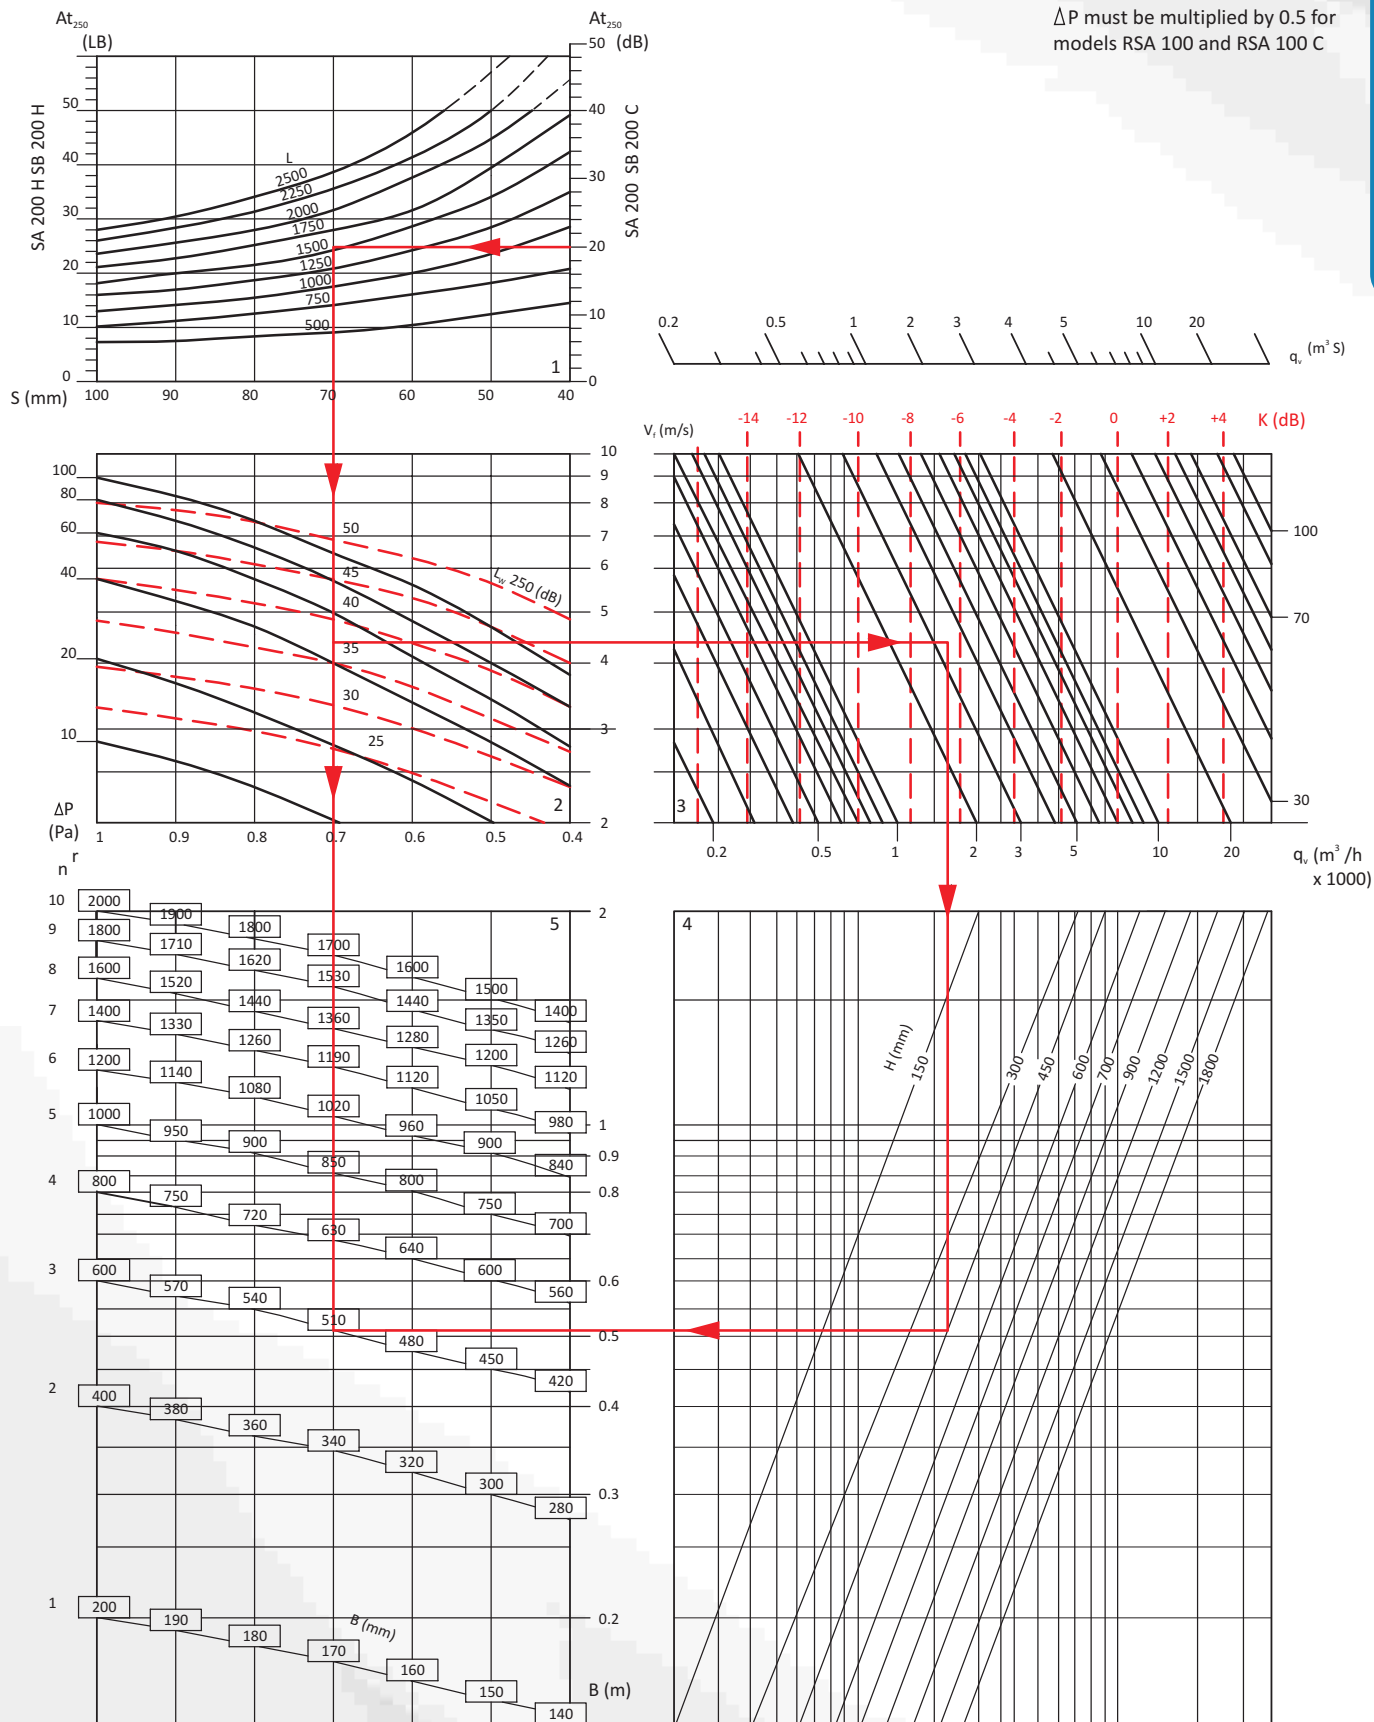 ΔP must be multiplied by 0.5 for
models RSA 100 and RSA 100 C
At250
(LB)
At250
(dB)
SA 200 H SB 200 H
SA 200 SB 200 C
50
40
30
20
10
0
50
40
30
20
10
0
L
2500
2250
2000
1750
1500
1250
1000
750
500
1
S (mm)
100 90 80 70 60 50 40
0.2 0.5 1 2 3 4 5 10 20
qv (m³ S)
Vf (m/s)
-14 -12 -10 -8 -6 -4 -2 0 +2 +4 K (dB)
100
80
60
40
20
10
ΔP
(Pa)
50
45
40
35
30
25
Lw 250 (dB)
2
10
9
8
7
6
5
4
3
2
1 0.9 0.8 0.7 0.6 0.5 0.4
r
n
3
100
70
30
0.2 0.5 1 2 3 5 10 20
qv (m³ /h
x 1000)
10 2000 1900 1800 1700 1600 1500 1400
9 1800 1710 1620 1530 1440 1350 1260
8 1600 1520 1440 1360 1280 1200 1120
7 1400 1330 1260 1190 1120 1050 980
6 1200 1140 1080 1020 960 900 840
5 1000 950 900 850 800 750 700
4 800 750 720 630 640 600 560
3 600 570 540 510 480 450 420
2 400 380 360 340 320 300 280
1 200 190 180 170 160 150 140
B (mm)
5
2
1
0.9
0.8
0.6
0.5
0.4
0.3
0.2
B (m)
4
H (mm)
150
300
450
600
700
900
1200
1500
1800